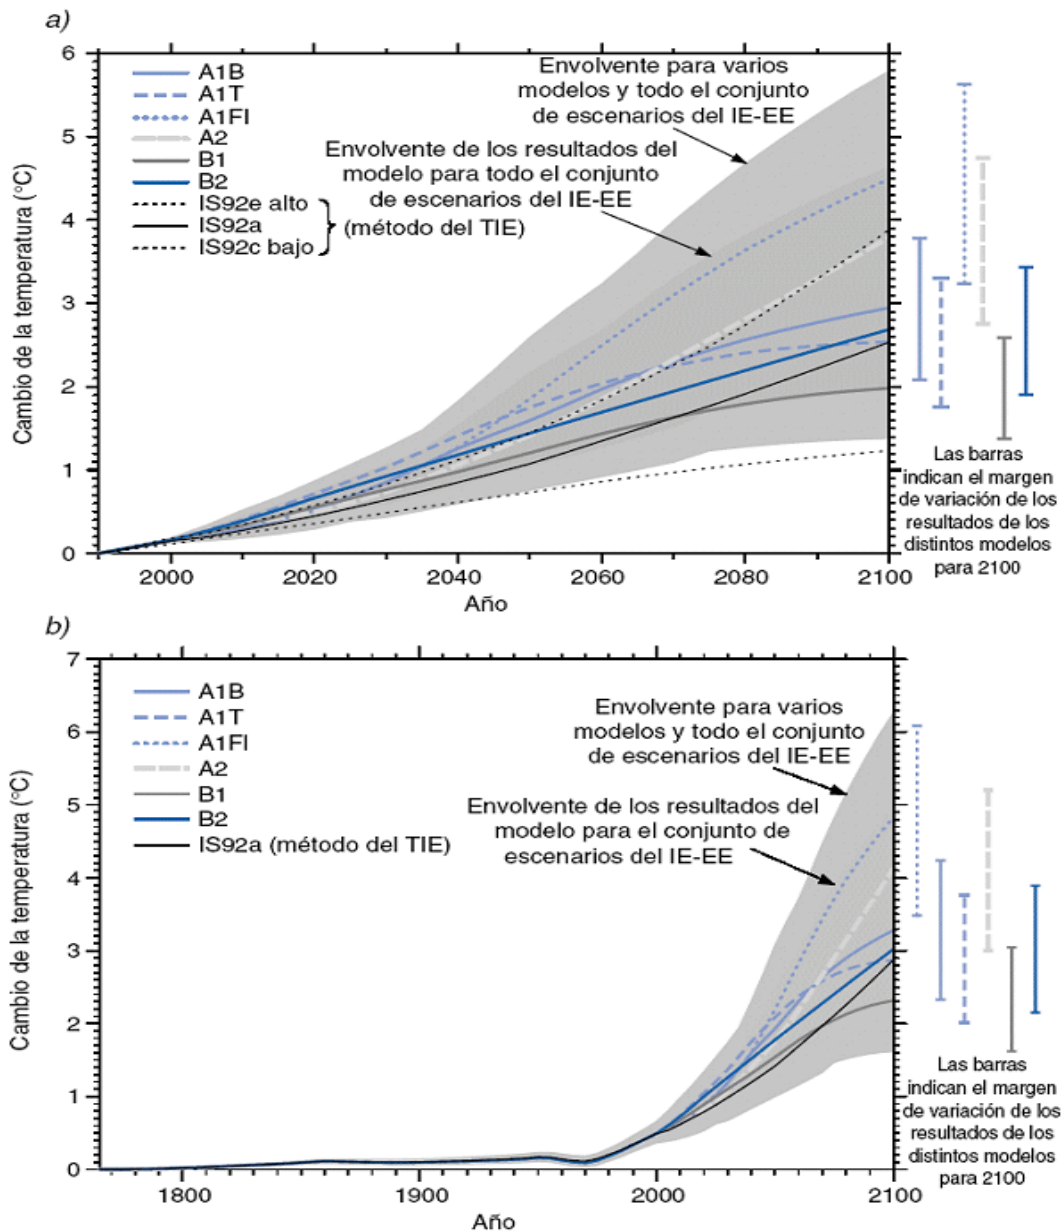 a)
6
5
4
3
2
1
0
Cambio de la temperatura (°C)
A1B
A1T
A1FI
A2
B1
B2
IS92e alto
IS92a
IS92c bajo
(método del TIE)
Envolvente para varios
modelos y todo el conjunto
de escenarios del IE-EE
Envolvente de los resultados del
modelo para todo el conjunto
de escenarios del IE-EE
2000
2020
2040
2060
2080
2100
Año
Las barras
indican el margen
de variación de los
resultados de los
distintos modelos
para 2100
b)
7
6
5
4
3
2
1
0
Cambio de la temperatura (°C)
A1B
A1T
A1FI
A2
B1
B2
IS92a (método del TIE)
Envolvente para varios
modelos y todo el conjunto
de escenarios del IE-EE
Envolvente de los resultados del
modelo para el conjunto de
escenarios del IE-EE
1800
1900
2000
2100
Año
Las barras
indican el margen
de variación de los
resultados de los
distintos modelos
para 2100